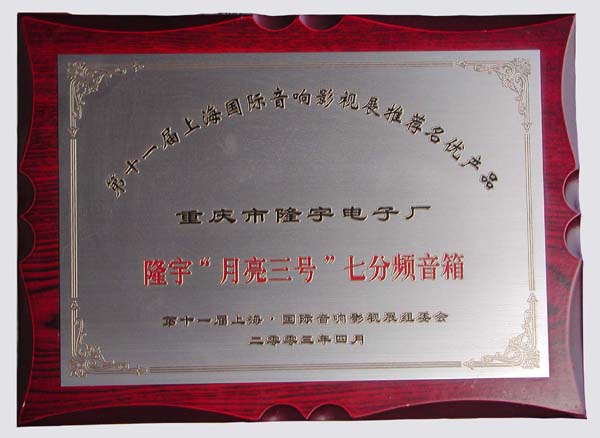 第十一届上海国际音响影视展推荐名优产品
重庆市隆宇电子厂
隆宇“月亮三号”七分频音箱
第十一届上海·国际音响影视展组委会
二零零三年四月